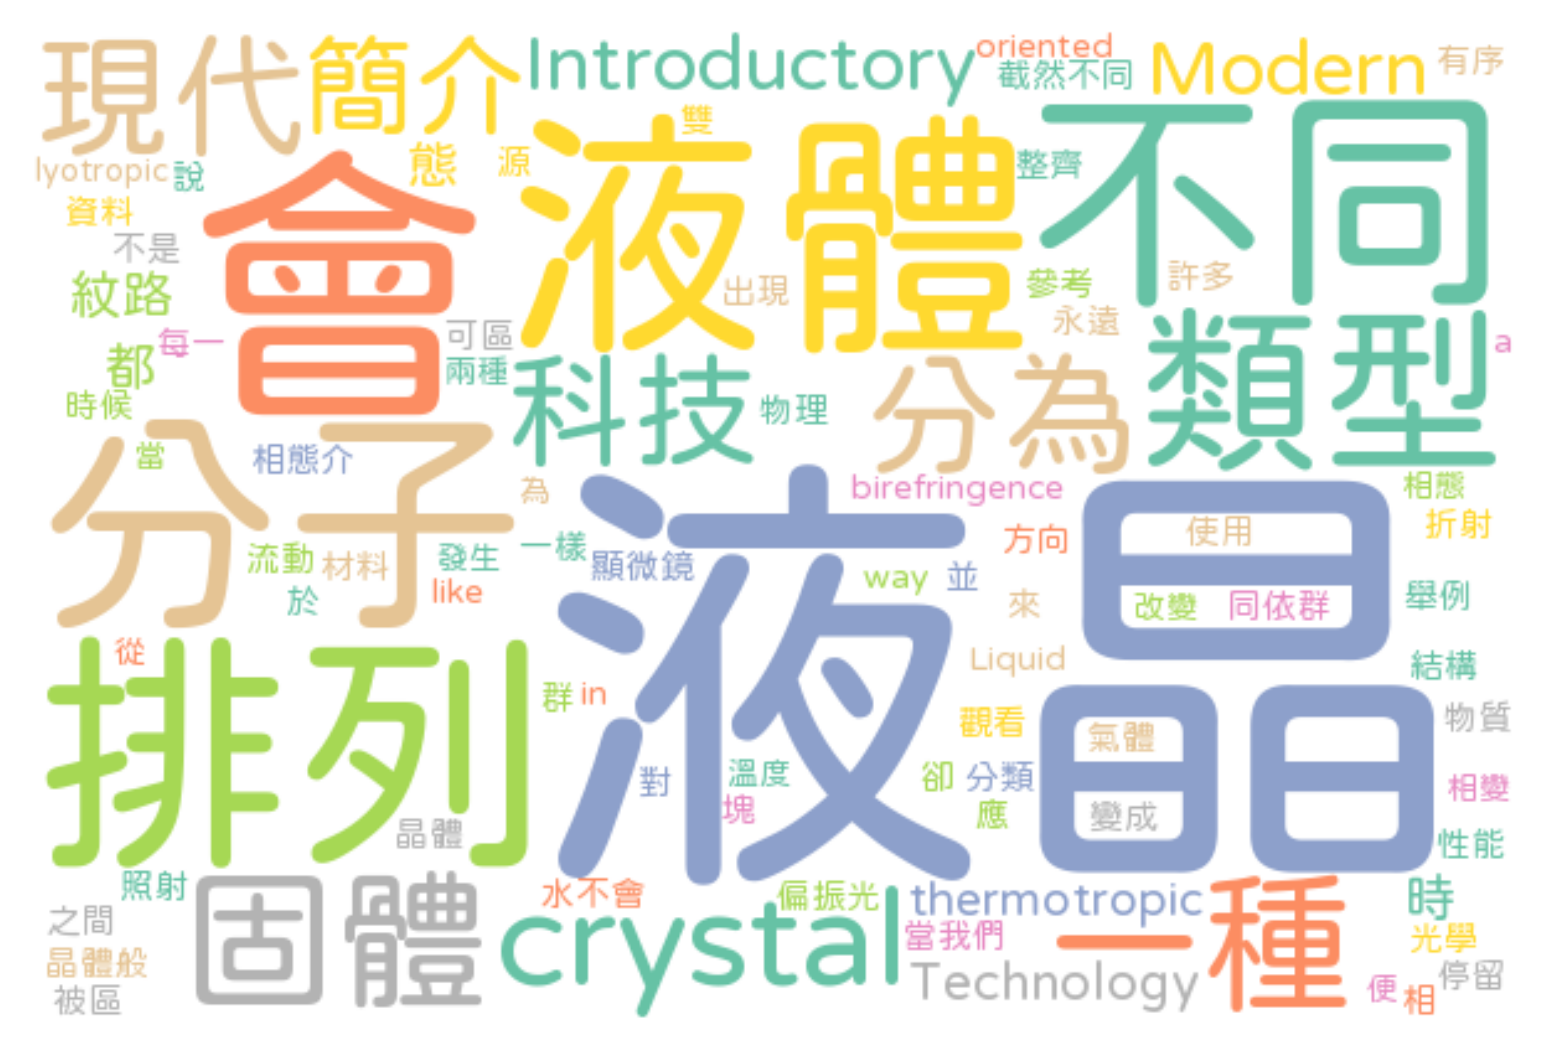 現代
簡介
Introductory
oriented
截然不同
Modern
有序
lyotropic
說
態
源
雙
液體
整齊
不同
資料
不是
會
紋路
出現
參考
許多
永遠
每一
可區
都
兩種
時候
科技
物理
分為
類型
a
分子
當
相態介
為
液晶
birefringence
相態
方向
使用
折射
流動
材料
發生
一樣
顯微鏡
於
like
way
並
來
改變
同依群
舉例
從
Liquid
結構
排列
群
in
觀看
氣體
物質
對
溫度
塊
卻
分類
應
變成
相變
晶體
性能
照射
固體
水不會
偏振光
thermotropic
一種
時
之間
crystal
當我們
光學
晶體般
Technology
停留
被區
便
相